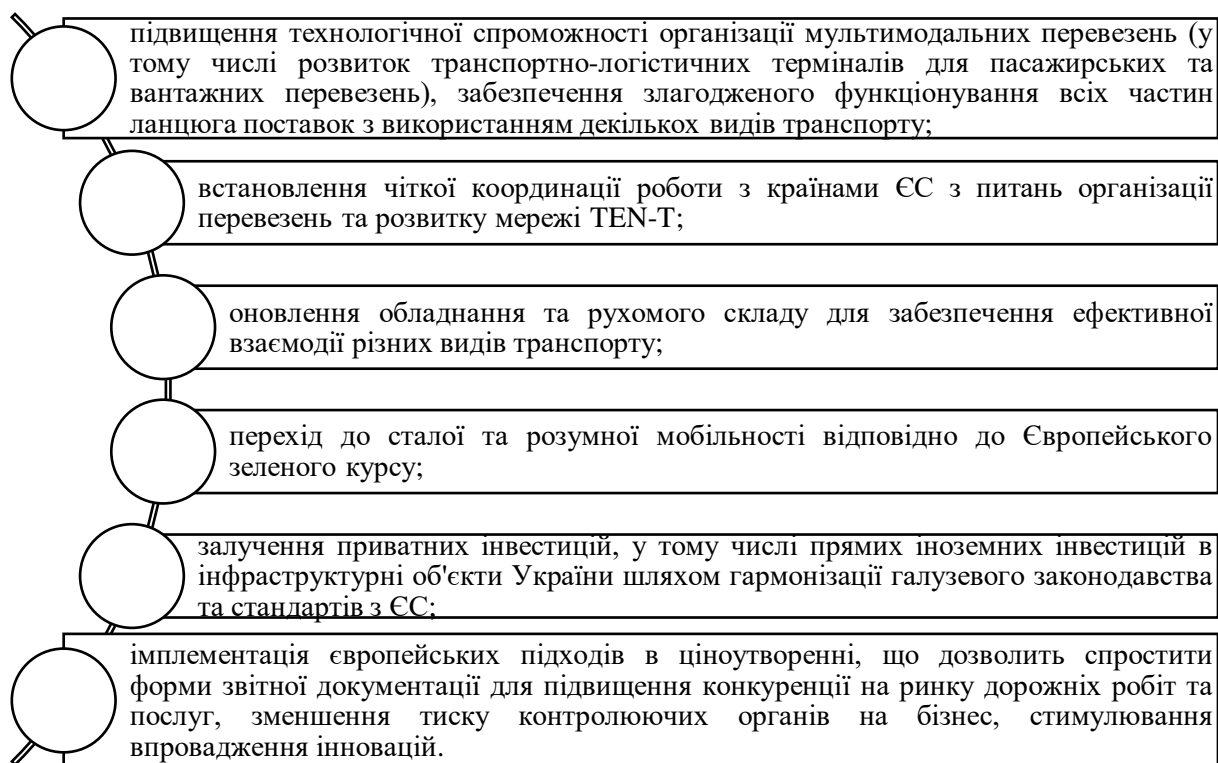 підвищення технологічної спроможності організації мультимодальних перевезень (у
тому числі розвиток транспортно-логістичних терміналів для пасажирських та
вантажних перевезень), забезпечення злагодженого функціонування всіх частин
ланцюга поставок з використанням декількох видів транспорту;
встановлення чіткої координації роботи з країнами ЄС з питань організації
перевезень та розвитку мережі TEN-T;
оновлення обладнання та рухомого складу для забезпечення ефективної
взаємодії різних видів транспорту;
перехід до сталої та розумної мобільності відповідно до Європейського
зеленого курсу;
залучення приватних інвестицій, у тому числі прямих іноземних інвестицій в
інфраструктурні об'єкти України шляхом гармонізації галузевого законодавства
та стандартів з ЄС;
імплементація європейських підходів в ціноутворенні, що дозволить спростити
форми звітної документації для підвищення конкуренції на ринку дорожніх робіт та
послуг, зменшення тиску контролюючих органів на бізнес, стимулювання
впровадження інновацій.